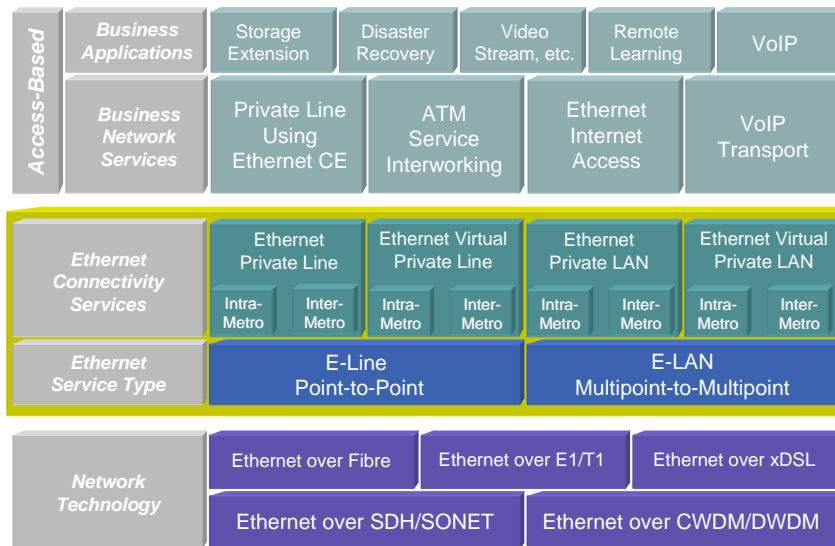 Access-Based
Business
Applications
Storage
Extension
Disaster
Recovery
Video
Stream, etc.
Remote
Learning
VoIP
Business
Network
Services
Private Line
Using
Ethernet CE
ATM
Service
Interworking
Ethernet
Internet
Access
VoIP
Transport
Ethernet
Connectivity
Services
Ethernet
Private Line
Intra-
Metro
Inter-
Metro
Ethernet Virtual
Private Line
Intra-
Metro
Inter-
Metro
Ethernet
Private LAN
Intra-
Metro
Inter-
Metro
Ethernet Virtual
Private LAN
Intra-
Metro
Inter-
Metro
Ethernet
Service Type
E-Line
Point-to-Point
E-LAN
Multipoint-to-Multipoint
Network
Technology
Ethernet over Fibre
Ethernet over E1/T1
Ethernet over xDSL
Ethernet over SDH/SONET
Ethernet over CWDM/DWDM